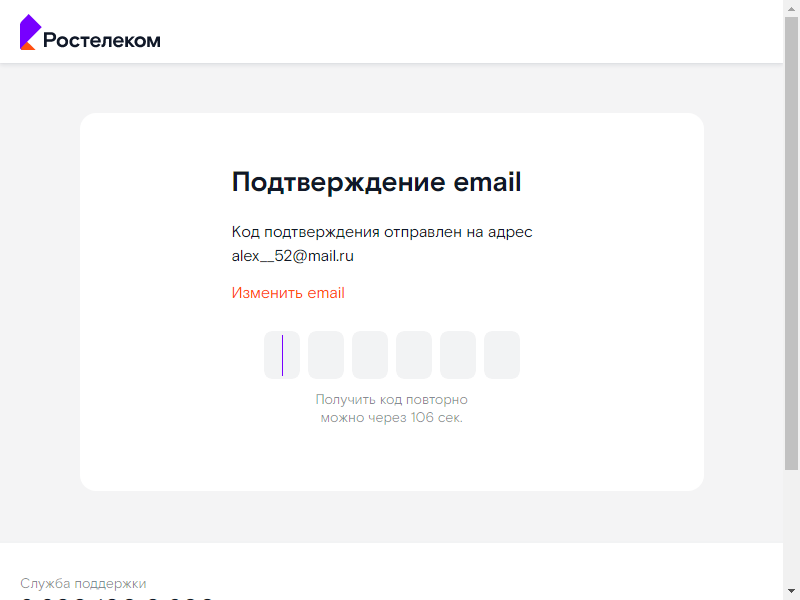 Ростелеком
Подтверждение email
Код подтверждения отправлен на адрес
alex__52@mail.ru
Изменить email
Получить код повторно
можно через 106 сек.
Служба поддержки